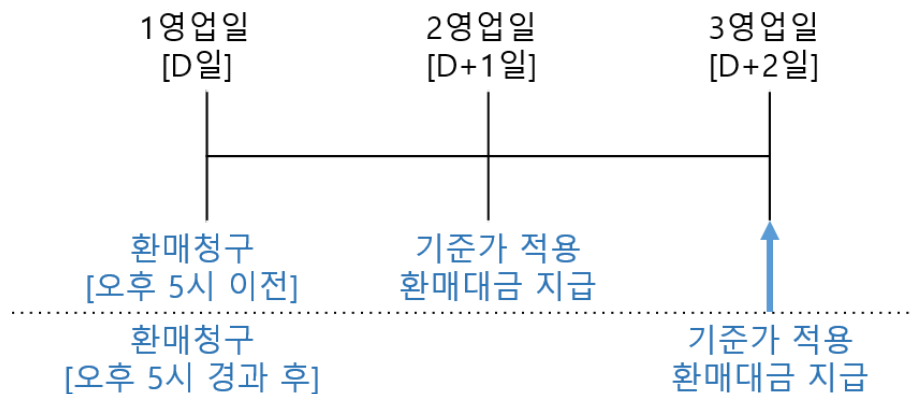 1영업일
[D일]
2영업일
[D+1일]
3영업일
[D+2일]
환매청구
[오후 5시 이전]
기준가 적용
환매대금 지급
환매청구
[오후 5시 경과 후]
기준가 적용
환매대금 지급